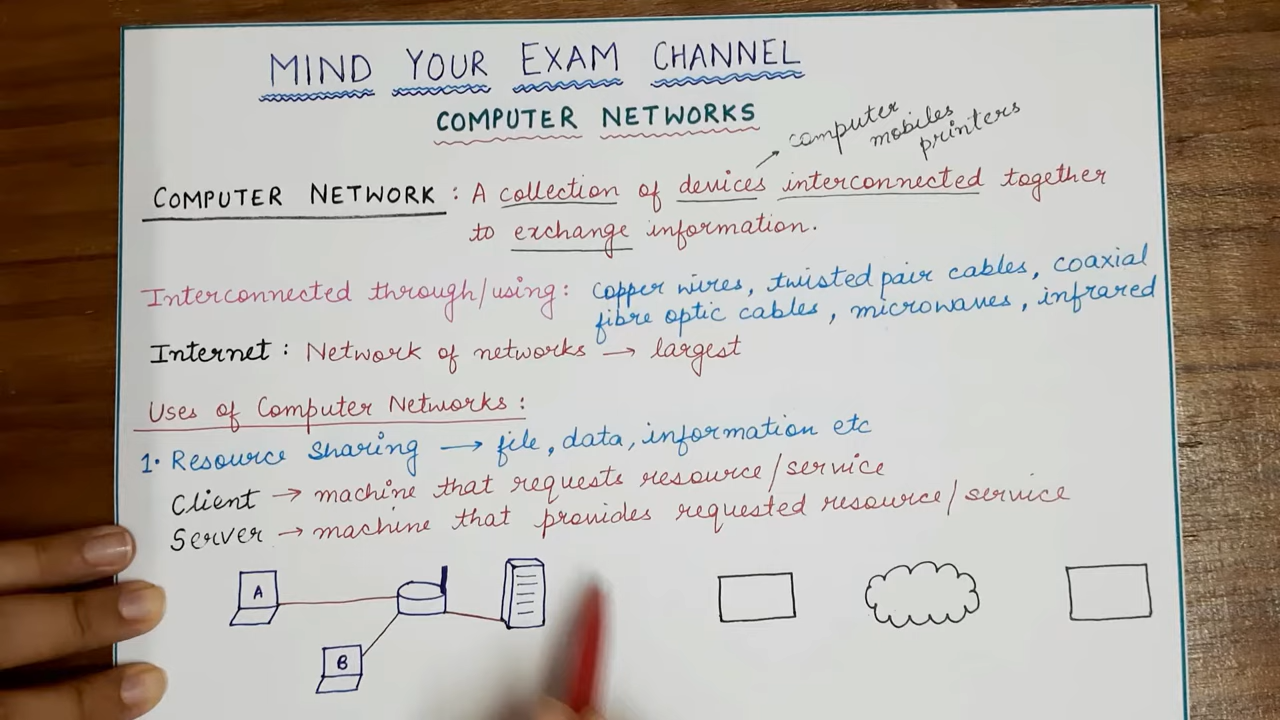 MIND YOUR EXAM CHANNEL
COMPUTER NETWORKS
computer
mobiles
printers
COMPUTER NETWORK : A collection of devices interconnected together
to exchange information.
Interconnected through/using: copper wires, twisted pair cables, coaxial
fibre optic cables, microwaves, infrared
Internet : Network of networks → largest
Uses of Computer Networks :
1. Resource Sharing → file, data, information etc
Client → machine that requests resource/service
Server → machine that provides requested resource/service
A
B